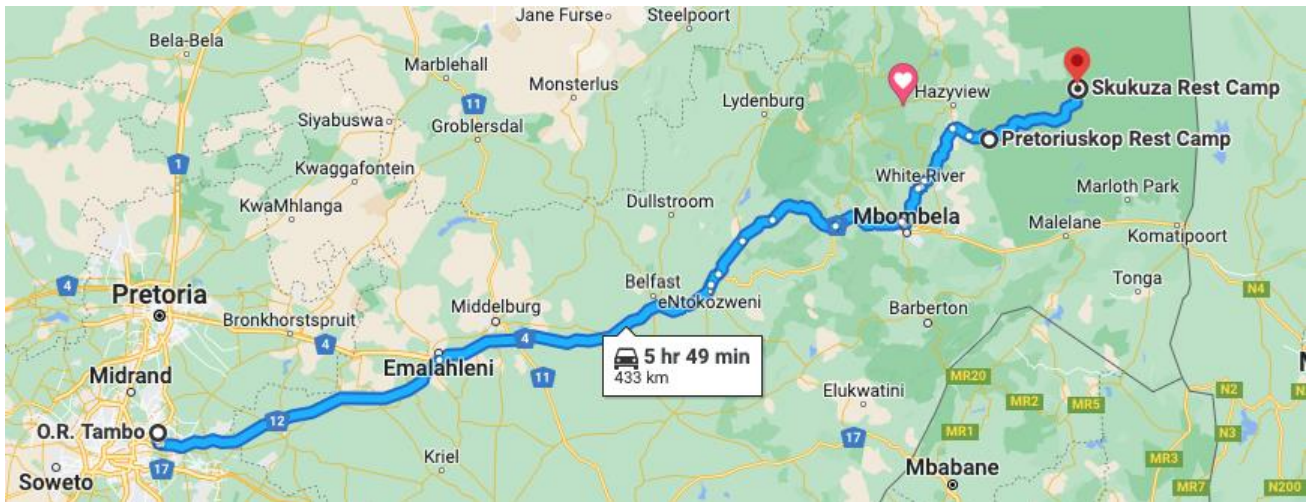 Jane Furse
Steelpoort
Bela-Bela
Marblehall
Monsterlus
11
Lydenburg
Hazyview
Skukuza Rest Camp
Siyabuswa
Groblersdal
1
Pretoriuskop Rest Camp
Kwaggafontein
White River
Marloth Park
KwaMhlanga
Dullstroom
Mbombela
Malelane
Komatipoort
4
Pretoria
Belfast
eNtokozweni
Tonga
N4
Middelburg
Bronkhorstspruit
4
4
Barberton
Emalahleni
5 hr 49 min
433 km
11
Midrand
MR20
Elukwatini
MR2
MR5
N2
N
O.R. Tambo
12
17
MR1
N3
Soweto
17
Kriel
Mbabane
MR3
MR7
N200